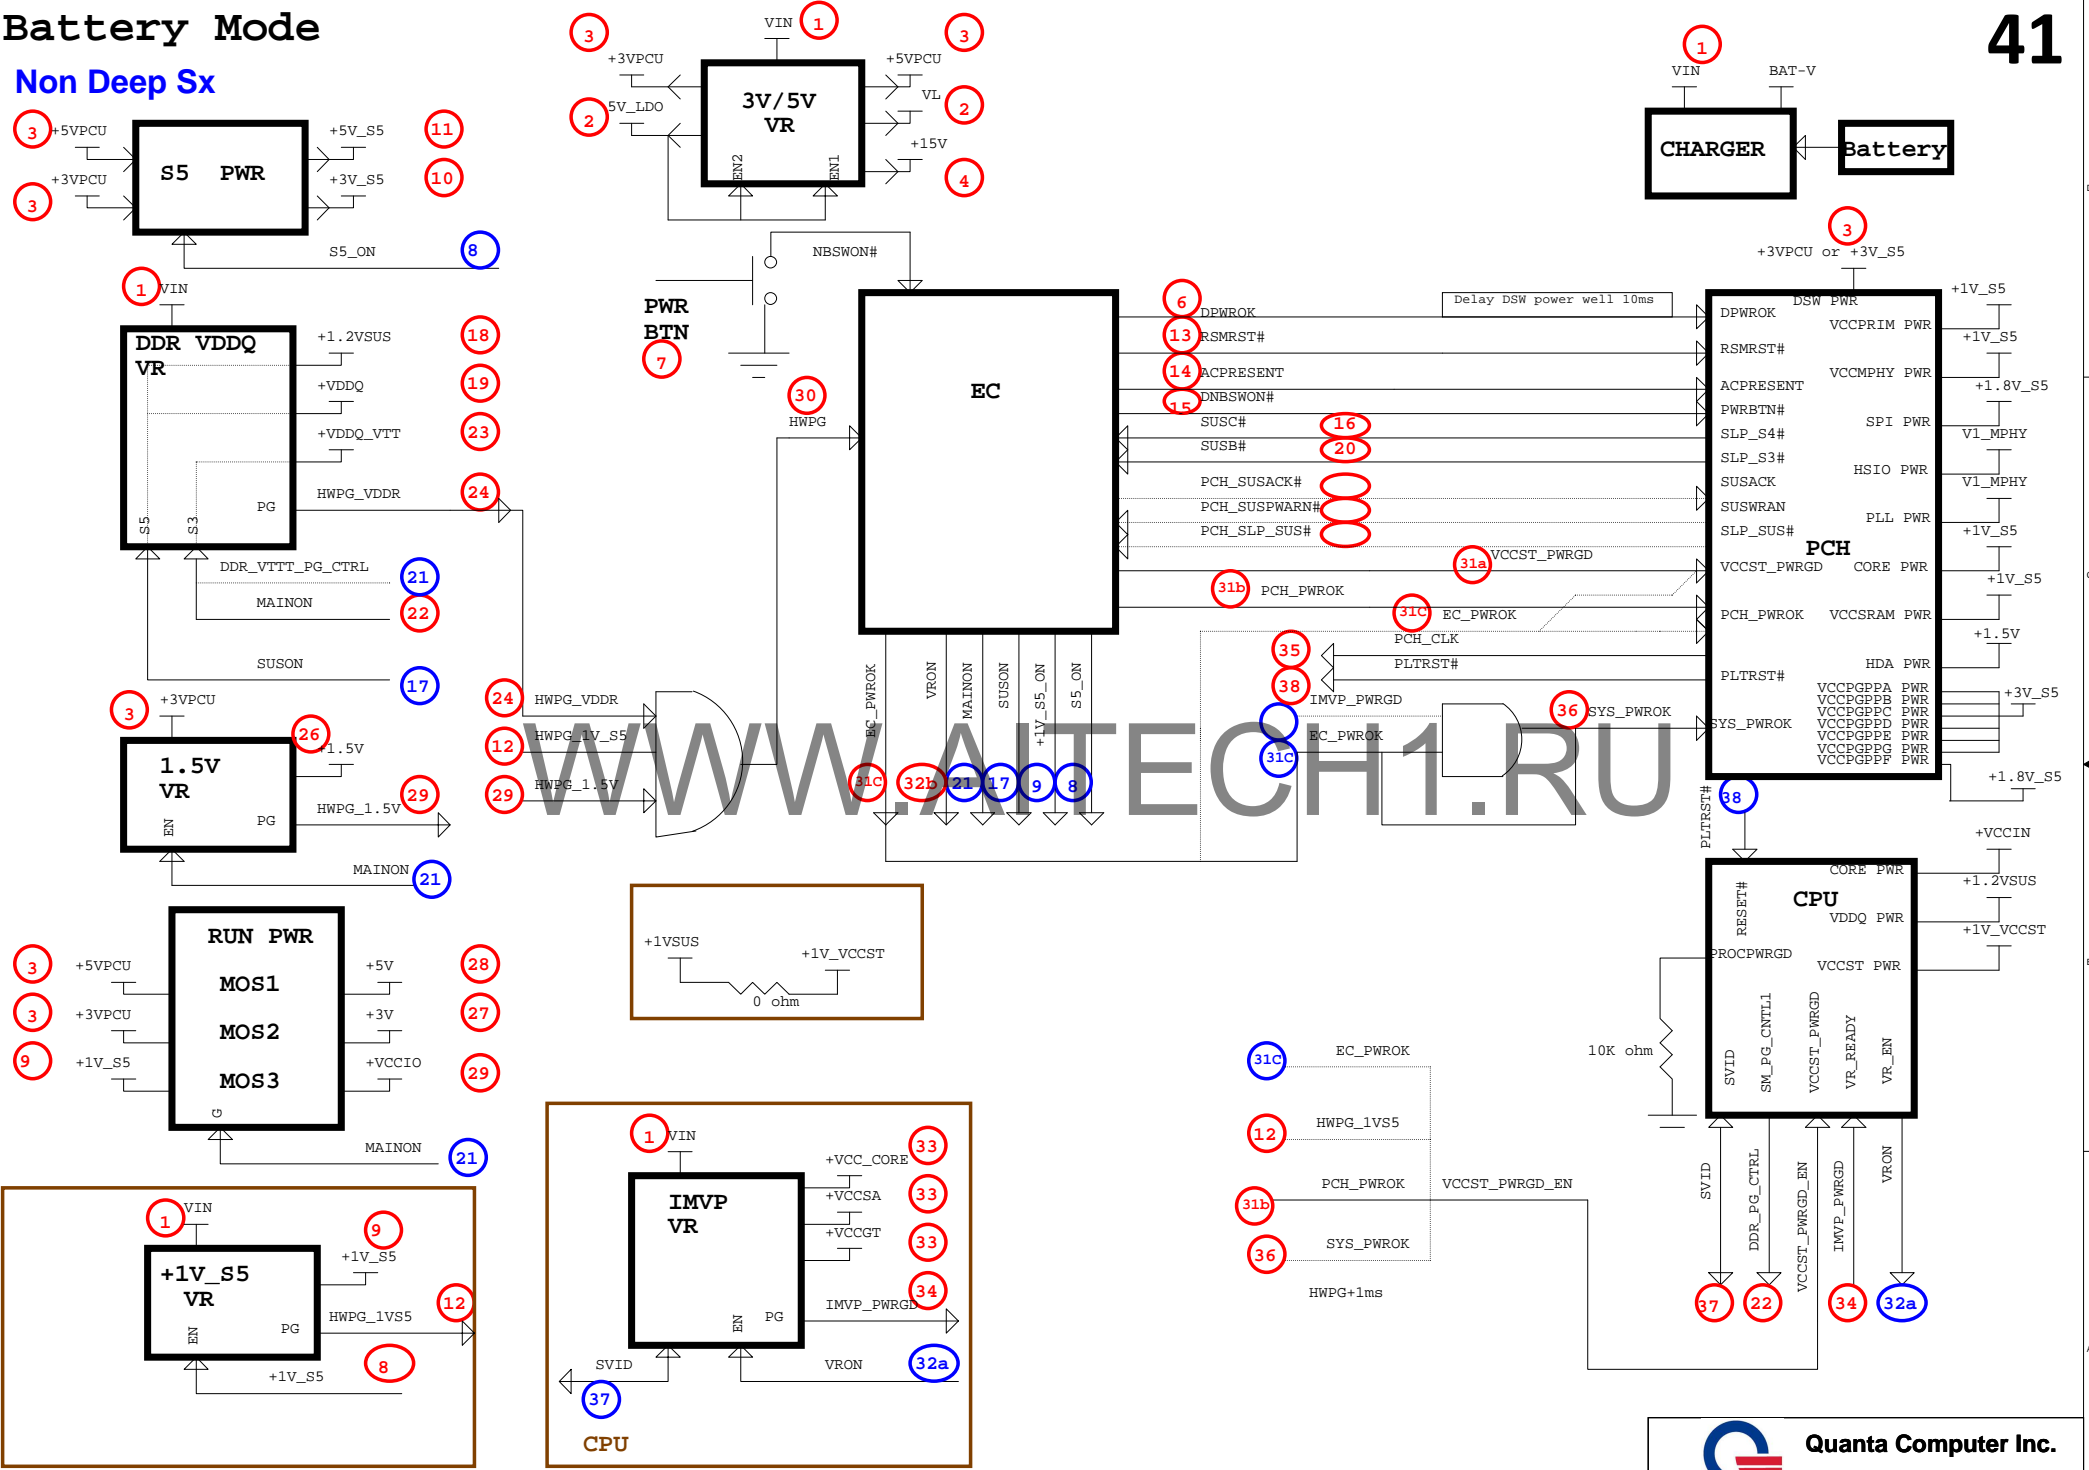 Battery Mode
Non Deep Sx
41
3
+5VPCU
3
+3VPCU
S5 PWR
+5V_S5
11
+3V_S5
10
S5_ON
8
VIN
1
3
+3VPCU
2
5V_LDO
3V/5V
VR
EN2
EN1
+5VPCU
3
VL
2
+15V
4
1
VIN
BAT-V
CHARGER
Battery
1
VIN
DDR VDDQ
VR
+1.2VSUS
18
+VDDQ
19
+VDDQ_VTT
23
HWPG_VDDR
24
PG
S5
S3
DDR_VTTT_PG_CTRL
21
MAINON
22
SUSON
17
NBSWON#
PWR
BTN
7
30
HWPG
EC
6
DPWROK
13
RSMRST#
14
ACPRESENT
15
DNBSWON#
SUSC#
16
SUSB#
20
PCH_SUSACK#
PCH_SUSPWARN#
PCH_SLP_SUS#
31a
VCCST_PWRGD
31b
PCH_PWROK
31C
EC_PWROK
35
PCH_CLK
38
PLTRST#
IMVP_PWRGD
31C
EC_PWROK
36
SYS_PWROK
Delay DSW power well 10ms
3
+3VPCU or +3V_S5
DSW PWR
DPWROK
RSMRST#
ACPRESENT
PWRBTN#
SLP_S4#
SLP_S3#
SUSACK
SUSWRAN
SLP_SUS#
PCH
VCCST_PWRGD
PCH_PWROK
PLTRST#
SYS_PWROK
VCCPRIM PWR
VCCMPHY PWR
SPI PWR
HSIO PWR
PLL PWR
CORE PWR
VCCSRAM PWR
HDA PWR
VCCPGPPA PWR
VCCPGPPB PWR
VCCPGPPC PWR
VCCPGPPD PWR
VCCPGPPE PWR
VCCPGPPG PWR
VCCPGPPF PWR
+1V_S5
+1V_S5
+1.8V_S5
V1_MPHY
V1_MPHY
+1V_S5
+1V_S5
+1.5V
+3V_S5
+1.8V_S5
EC_PWROK
VRON
MAINON
SUSON
+1V_S5_ON
S5_ON
31C
32b
21
17
9
8
24
HWPG_VDDR
12
HWPG_1V_S5
29
HWPG_1.5V
WWW.AITECH1.RU
3
+3VPCU
1.5V
VR
EN
PG
26
+1.5V
HWPG_1.5V
29
MAINON
21
RUN PWR
MOS1
MOS2
MOS3
G
3
+5VPCU
3
+3VPCU
9
+1V_S5
+5V
28
+3V
27
+VCCIO
29
MAINON
21
1
VIN
+1V_S5
VR
EN
PG
9
+1V_S5
HWPG_1VS5
12
8
+1V_S5
+1VSUS
+1V_VCCST
0 ohm
1
VIN
IMVP
VR
EN
PG
+VCC_CORE
33
+VCCSA
33
+VCCGT
33
IMVP_PWRGD
34
SVID
37
VRON
32a
CPU
31C
EC_PWROK
12
HWPG_1VS5
31b
PCH_PWROK
VCCST_PWRGD_EN
36
SYS_PWROK
HWPG+1ms
PLTRST#
38
CPU
RESET#
PROCPWRGD
10K ohm
CORE PWR
VDDQ PWR
VCCST PWR
+VCCIN
+1.2VSUS
+1V_VCCST
SVID
SM_PG_CNTL1
VCCST_PWRGD
VR_READY
VR_EN
SVID
DDR_PG_CTRL
VCCST_PWRGD_EN
IMVP_PWRGD
VRON
37
22
34
32a
Quanta Computer Inc.